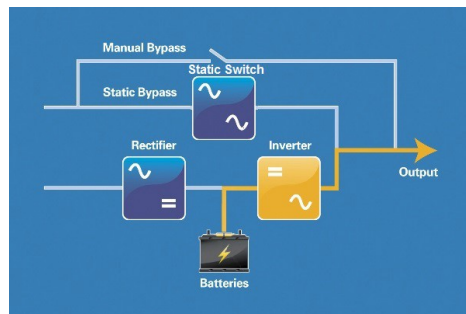 Manual Bypass
Static Switch
Static Bypass
Rectifier
Inverter
Output
Batteries